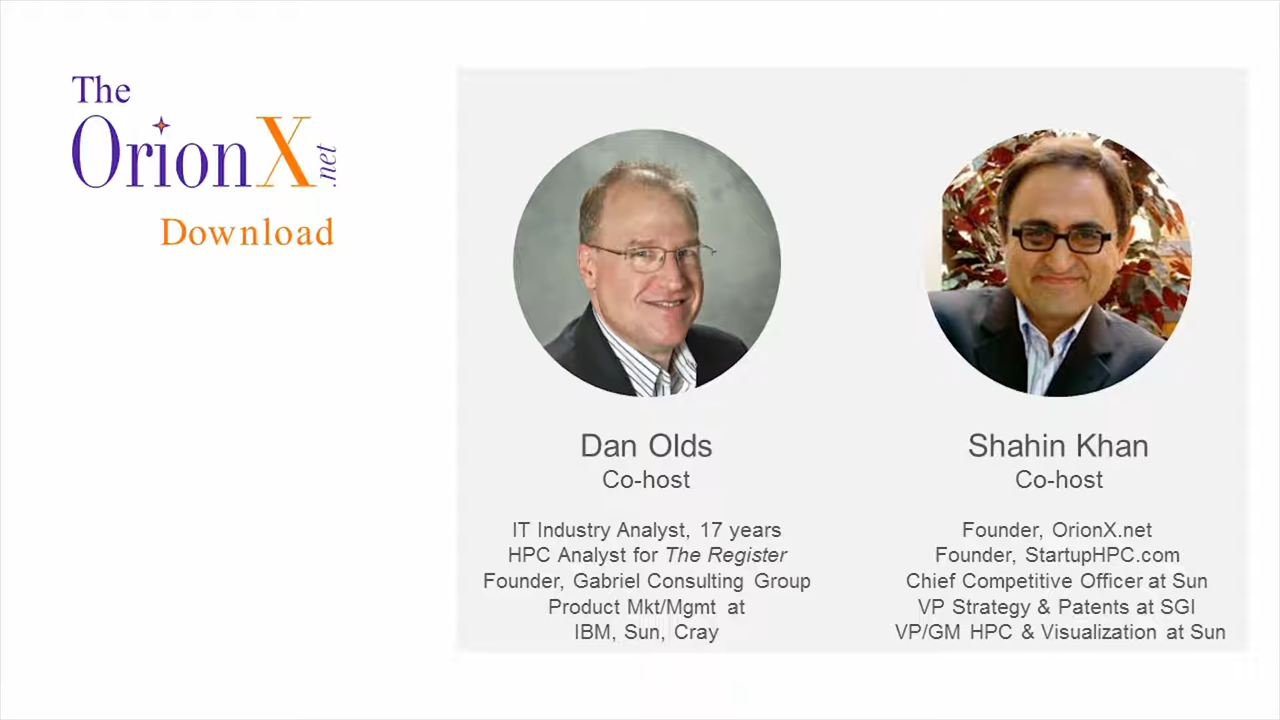 The
OrionX.net
Download
Dan Olds
Co-host
IT Industry Analyst, 17 years
HPC Analyst for The Register
Founder, Gabriel Consulting Group
Product Mkt/Mgmt at
IBM, Sun, Cray
Shahin Khan
Co-host
Founder, OrionX.net
Founder, StartupHPC.com
Chief Competitive Officer at Sun
VP Strategy & Patents at SGI
VP/GM HPC & Visualization at Sun